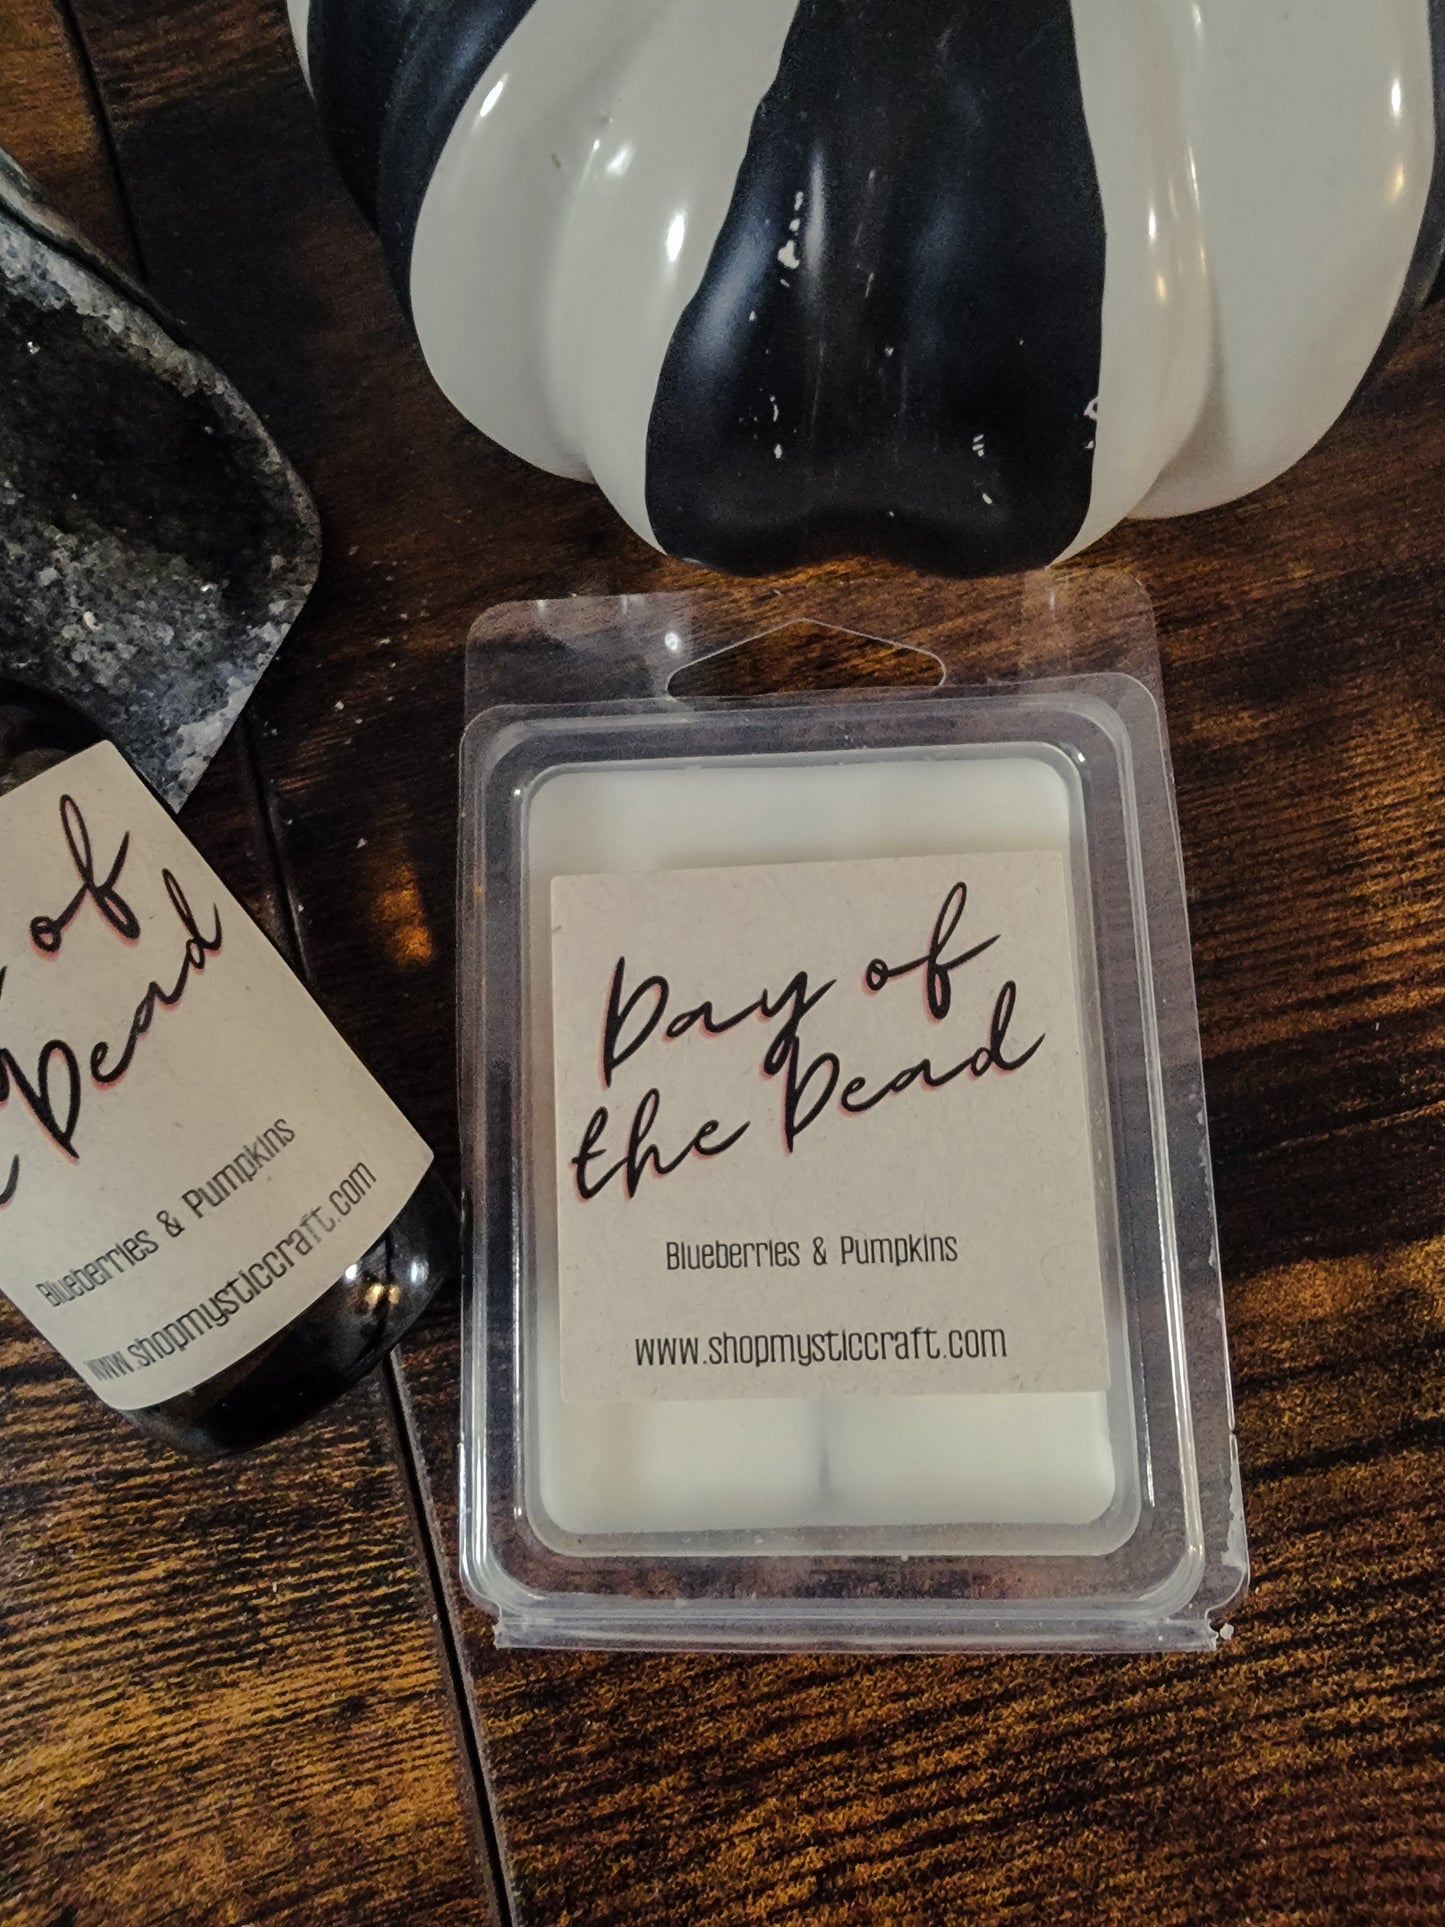 of
Dead
Blueberries & Pumpkins
www.shopmysticcraft.com
Day of
the Dead
Blueberries & Pumpkins
www.shopmysticcraft.com